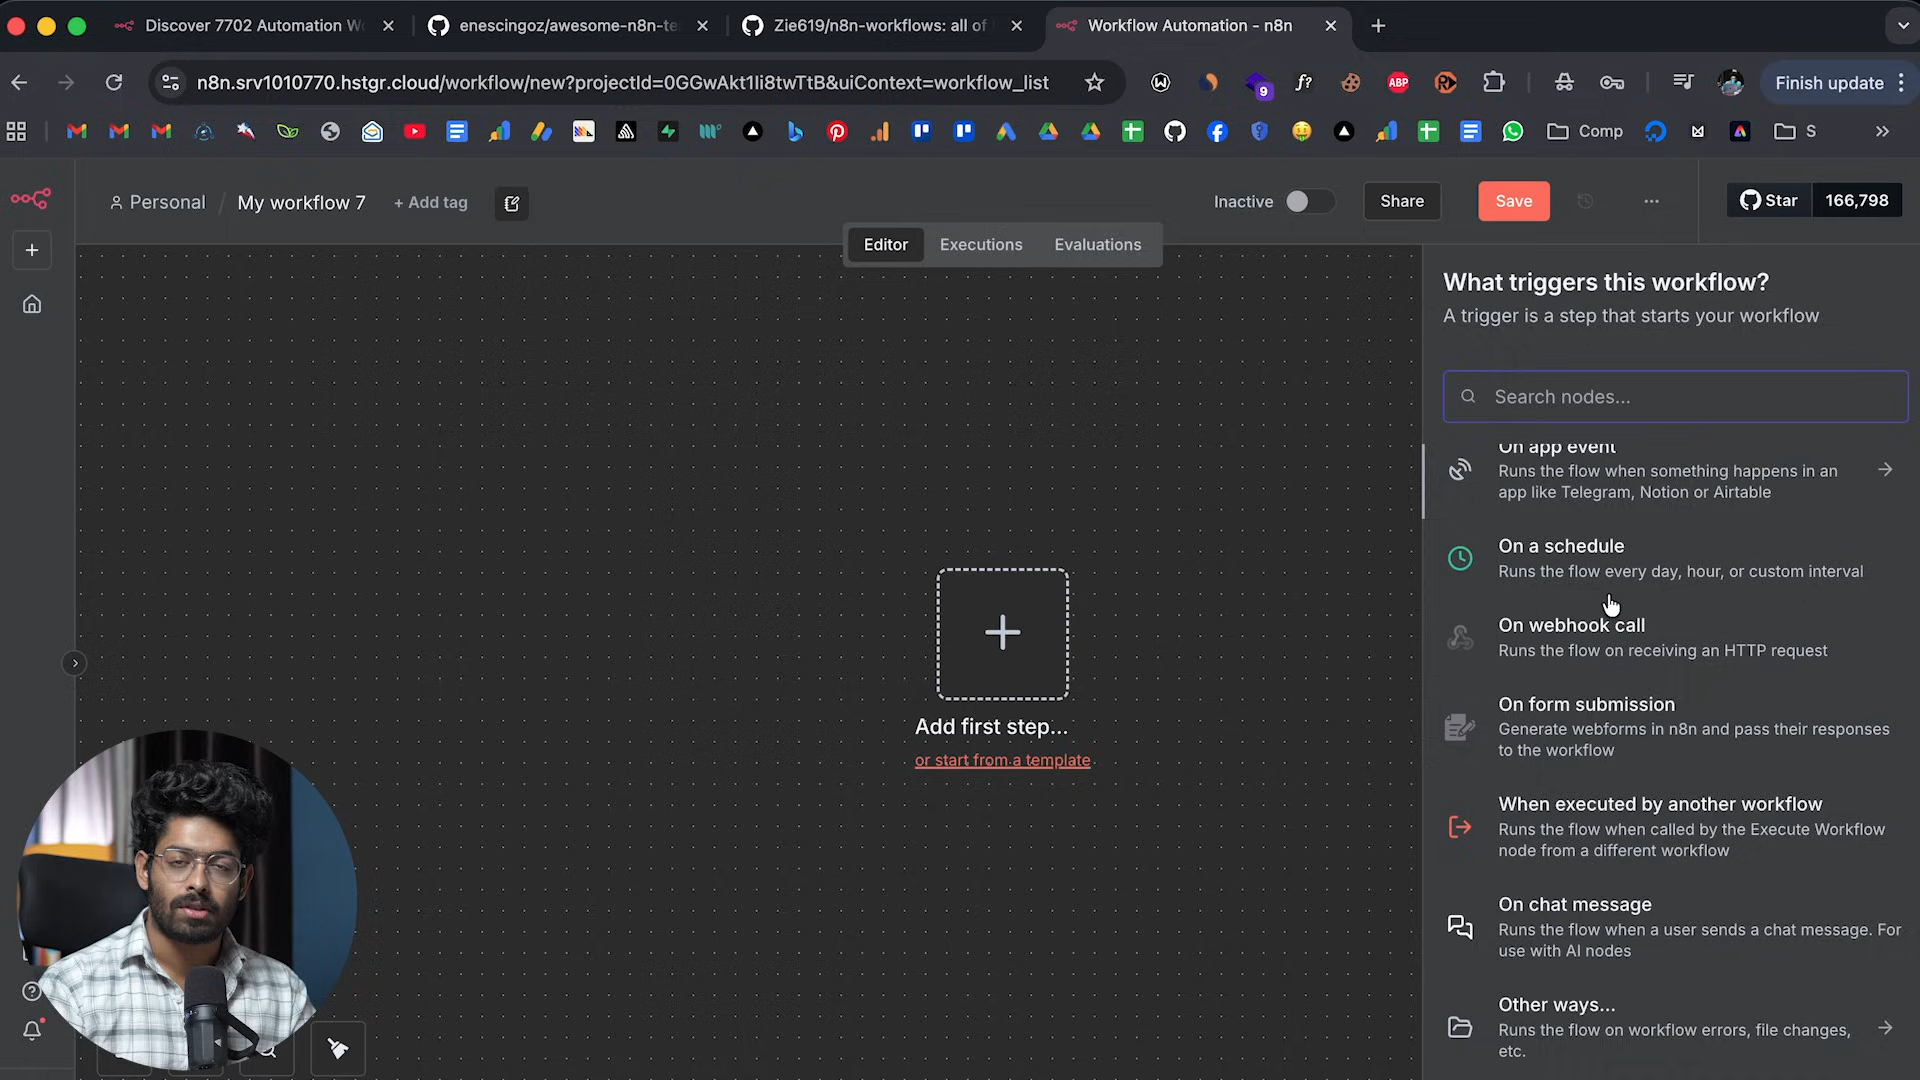 Discover 7702 Automation Wo
enescingoz/awesome-n8n-te
Zie619/n8n-workflows: all of
Workflow Automation - n8n
n8n.srv1010770.hstgr.cloud/workflow/new?projectId=0GGwAkt1Ii8twTtB&uiContext=workflow_list
9
f?
ABP
Finish update
Comp
S
Personal / My workflow 7 + Add tag
Inactive
Share
Save
Star 166,798
Editor Executions Evaluations
What triggers this workflow?
A trigger is a step that starts your workflow
Search nodes...
On app event
Runs the flow when something happens in an
app like Telegram, Notion or Airtable
On a schedule
Runs the flow every day, hour, or custom interval
On webhook call
Runs the flow on receiving an HTTP request
On form submission
Generate webforms in n8n and pass their responses
to the workflow
When executed by another workflow
Runs the flow when called by the Execute Workflow
node from a different workflow
On chat message
Runs the flow when a user sends a chat message. For
use with AI nodes
Other ways...
Runs the flow on workflow errors, file changes,
etc.
Add first step...
or start from a template